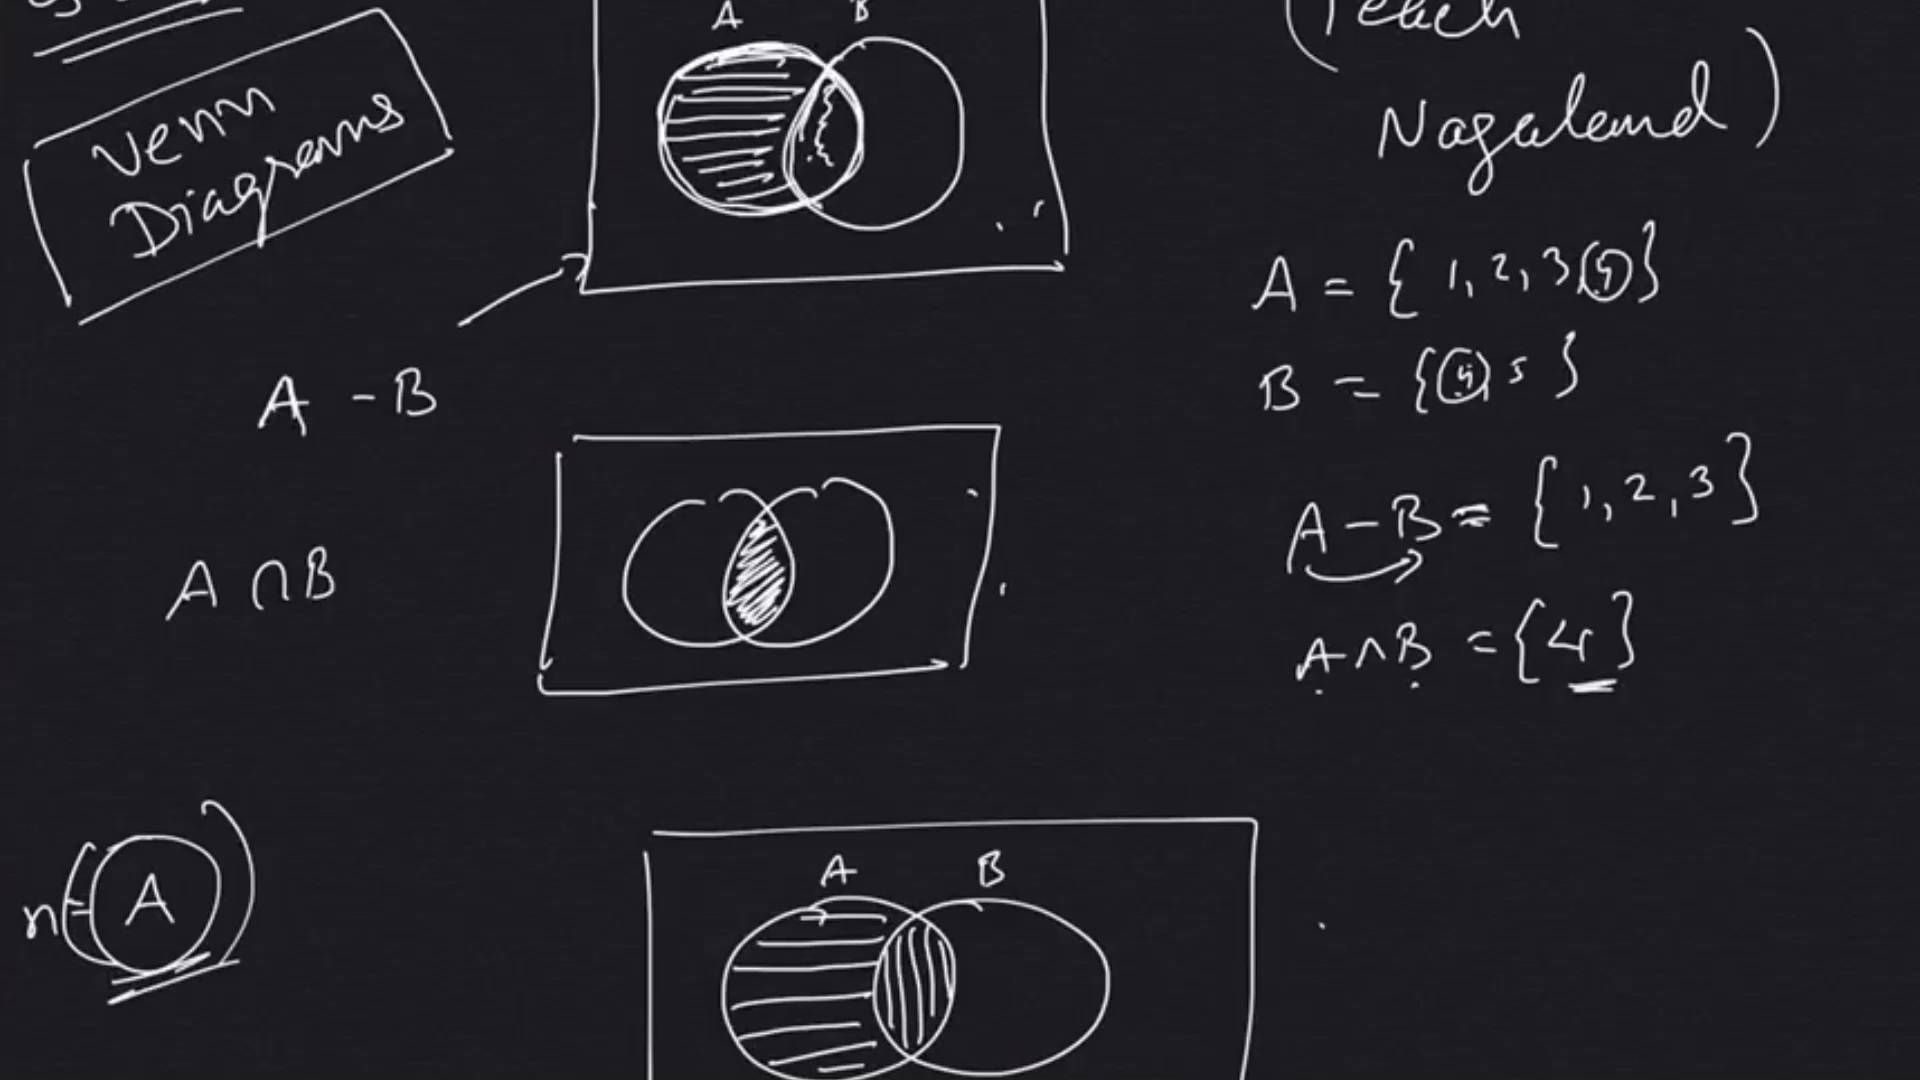 Venn
Diagrams
A B
(Teach
Nagaland)
A = { 1, 2, 3, 4 }
B = { 4, 5 }
A - B
A - B = { 1, 2, 3 }
A ∩ B
A ∩ B = { 4 }
n(A)
A B